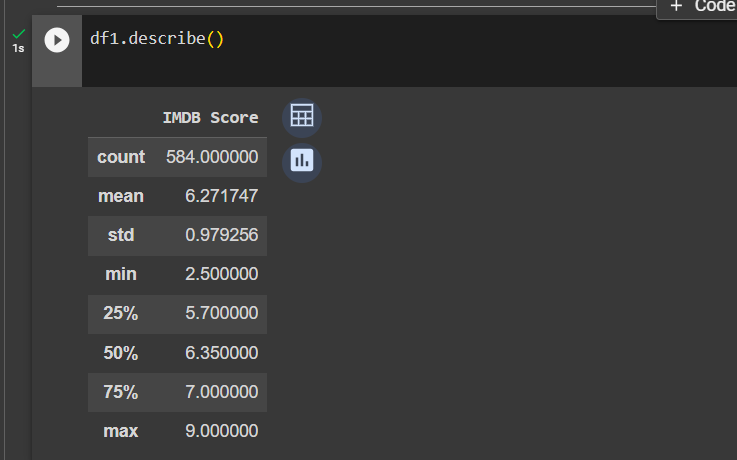 + Code
1s
df1.describe()
IMDB Score
count 584.000000
mean 6.271747
std 0.979256
min 2.500000
25% 5.700000
50% 6.350000
75% 7.000000
max 9.000000